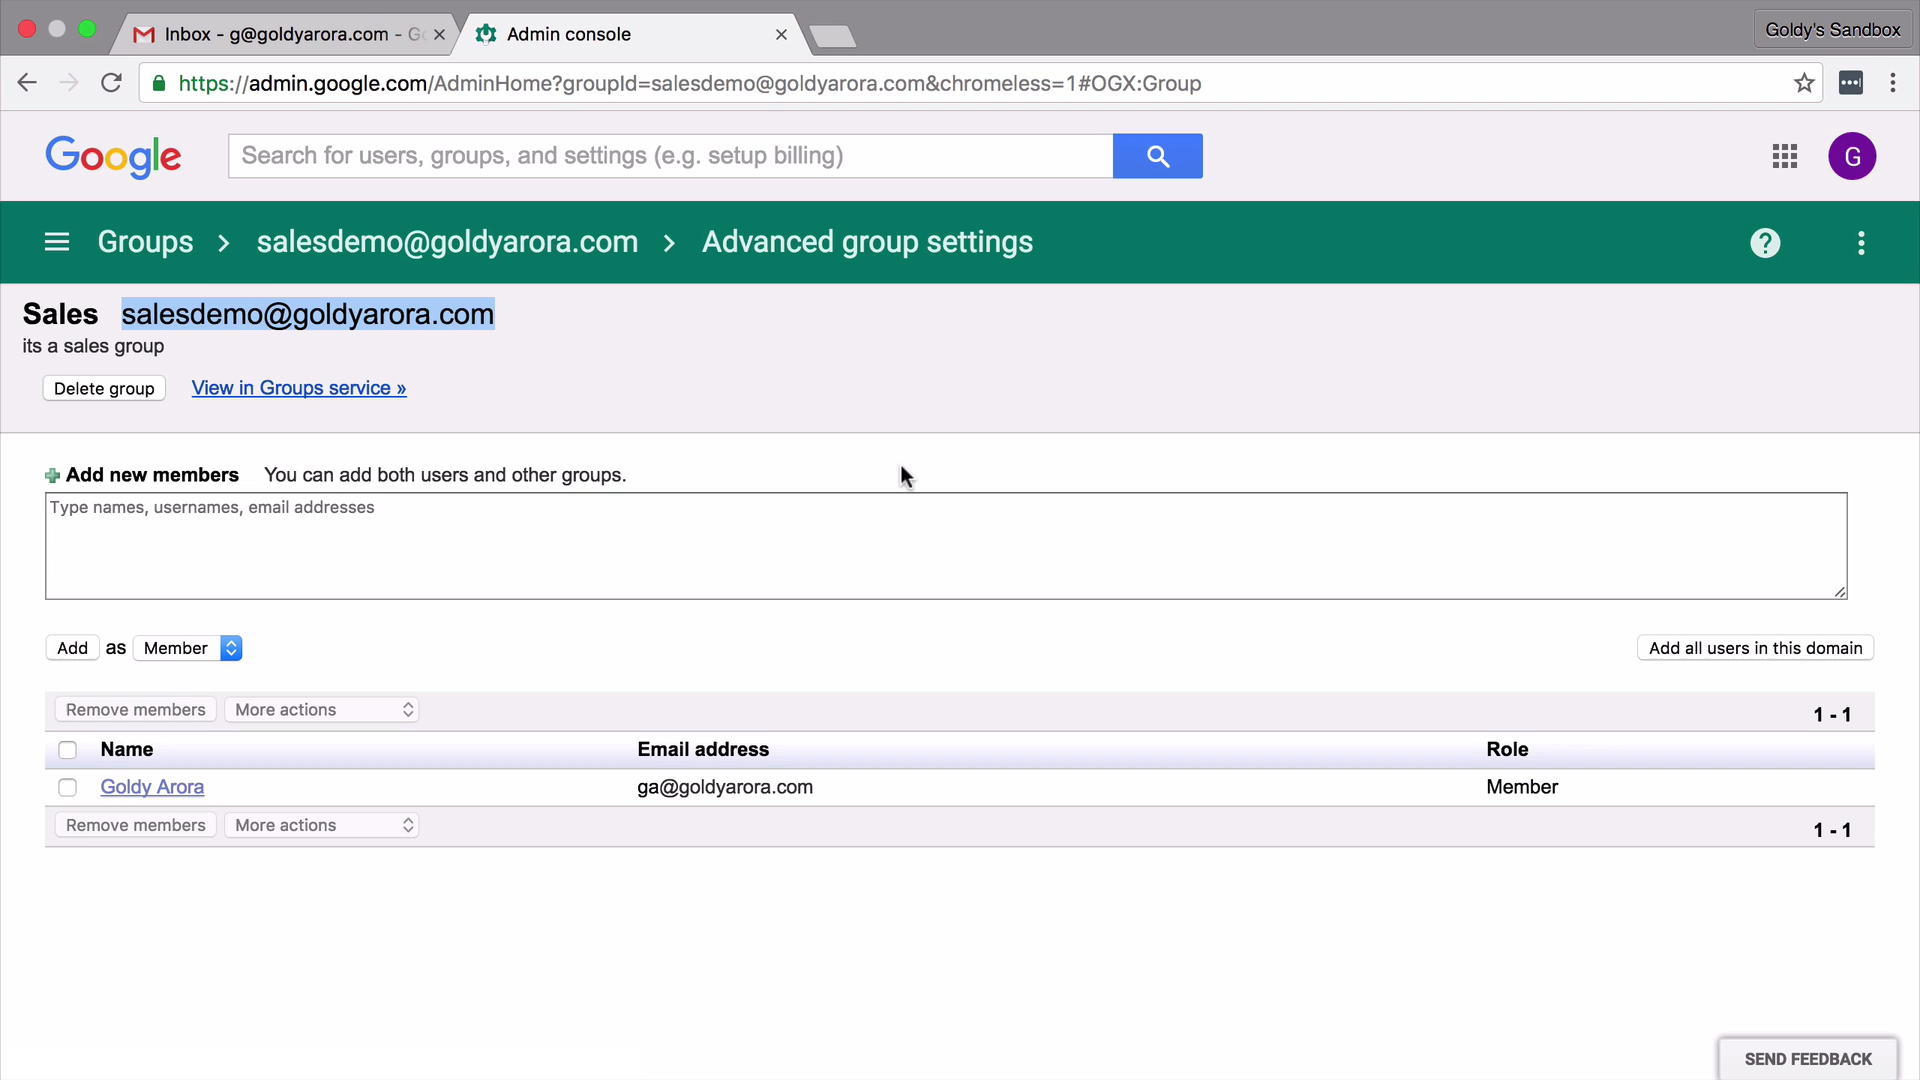 Inbox - g@goldyarora.com - G
Admin console
Goldy's Sandbox
https://admin.google.com/AdminHome?groupId=salesdemo@goldyarora.com&chromeless=1#OGX:Group
Google
Search for users, groups, and settings (e.g. setup billing)
G
Groups > salesdemo@goldyarora.com > Advanced group settings
?
Sales salesdemo@goldyarora.com
its a sales group
Delete group View in Groups service »
Add new members You can add both users and other groups.
Type names, usernames, email addresses
Add as Member
Add all users in this domain
Remove members More actions 1 - 1
Name Email address Role
Goldy Arora ga@goldyarora.com Member
Remove members More actions 1 - 1
SEND FEEDBACK